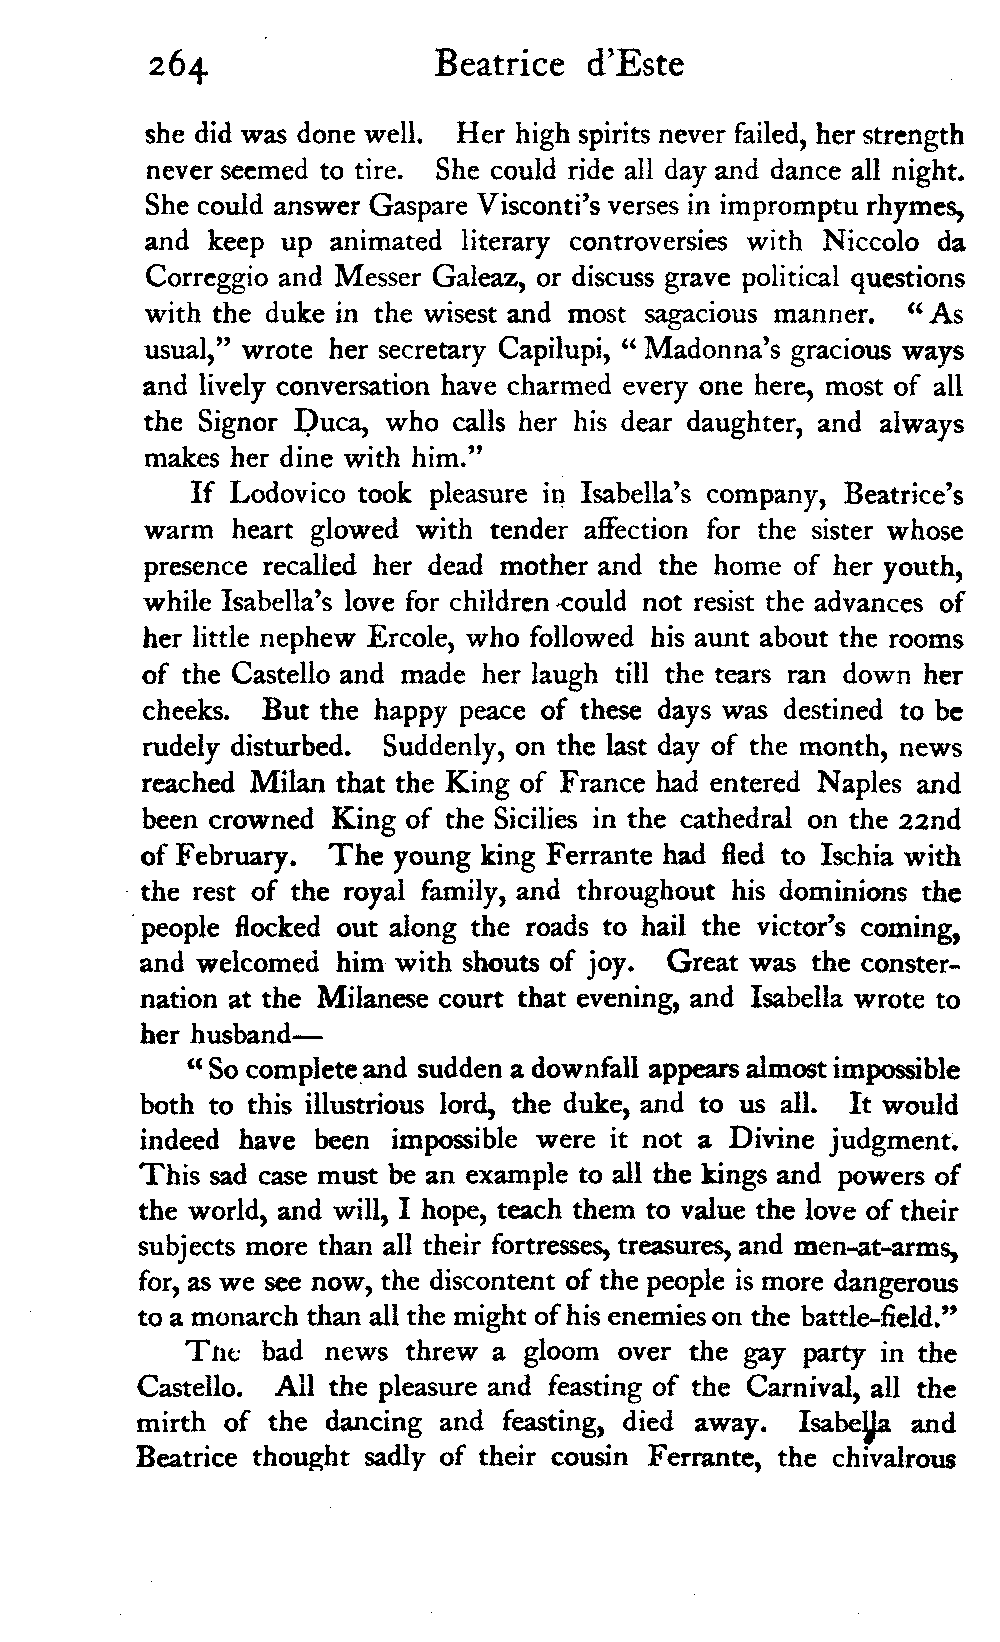 264 Beatrice d'Este
she did was done well. Her high spirits never failed, her strength
never seemed to tire. She could ride all day and dance all night.
She could answer Gaspare Visconti's verses in impromptu rhymes,
and keep up animated literary controversies with Niccolo da
Correggio and Messer Galeaz, or discuss grave political questions
with the duke in the wisest and most sagacious manner. "As
usual," wrote her secretary Capilupi, "Madonna's gracious ways
and lively conversation have charmed every one here, most of all
the Signor Duca, who calls her his dear daughter, and always
makes her dine with him."
If Lodovico took pleasure in Isabella's company, Beatrice's
warm heart glowed with tender affection for the sister whose
presence recalled her dead mother and the home of her youth,
while Isabella's love for children could not resist the advances of
her little nephew Ercole, who followed his aunt about the rooms
of the Castello and made her laugh till the tears ran down her
cheeks. But the happy peace of these days was destined to be
rudely disturbed. Suddenly, on the last day of the month, news
reached Milan that the King of France had entered Naples and
been crowned King of the Sicilies in the cathedral on the 22nd
of February. The young king Ferrante had fled to Ischia with
the rest of the royal family, and throughout his dominions the
people flocked out along the roads to hail the victor's coming,
and welcomed him with shouts of joy. Great was the conster-
nation at the Milanese court that evening, and Isabella wrote to
her husband—
"So complete and sudden a downfall appears almost impossible
both to this illustrious lord, the duke, and to us all. It would
indeed have been impossible were it not a Divine judgment.
This sad case must be an example to all the kings and powers of
the world, and will, I hope, teach them to value the love of their
subjects more than all their fortresses, treasures, and men-at-arms,
for, as we see now, the discontent of the people is more dangerous
to a monarch than all the might of his enemies on the battle-field."
The bad news threw a gloom over the gay party in the
Castello. All the pleasure and feasting of the Carnival, all the
mirth of the dancing and feasting, died away. Isabella and
Beatrice thought sadly of their cousin Ferrante, the chivalrous